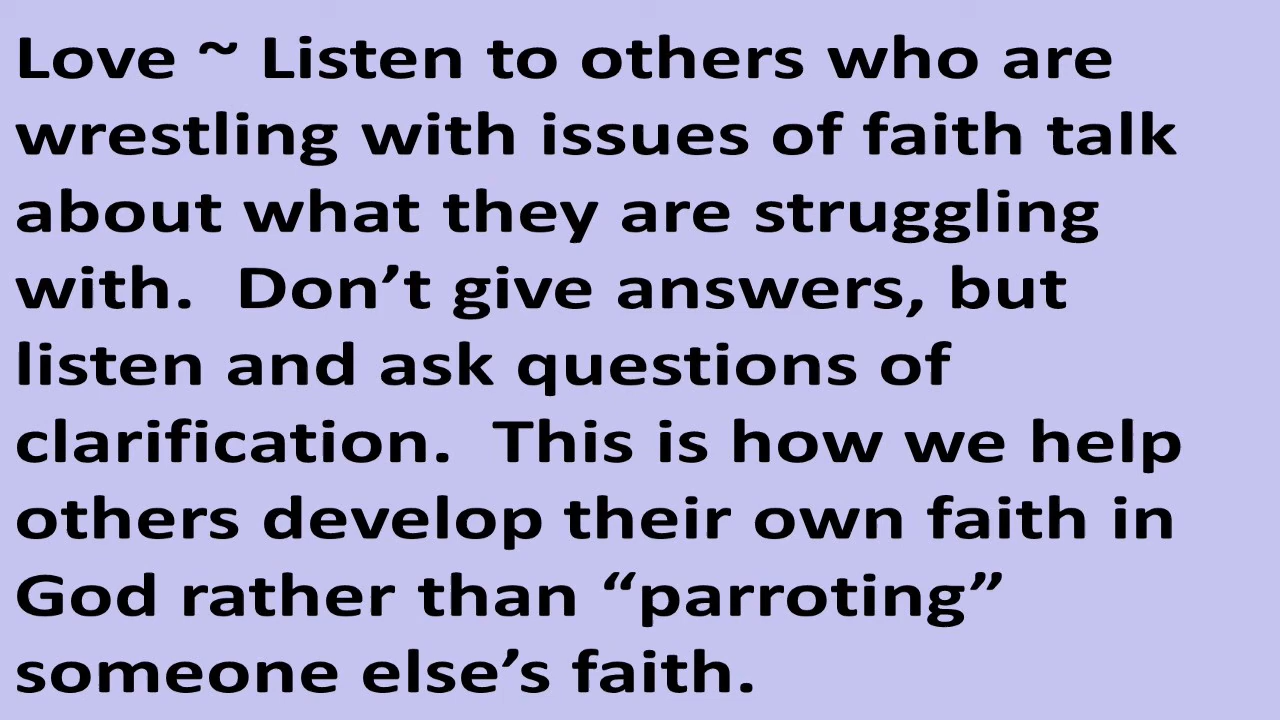 Love ~ Listen to others who are
wrestling with issues of faith talk
about what they are struggling
with.  Don’t give answers, but
listen and ask questions of
clarification.  This is how we help
others develop their own faith in
God rather than “parroting”
someone else’s faith.